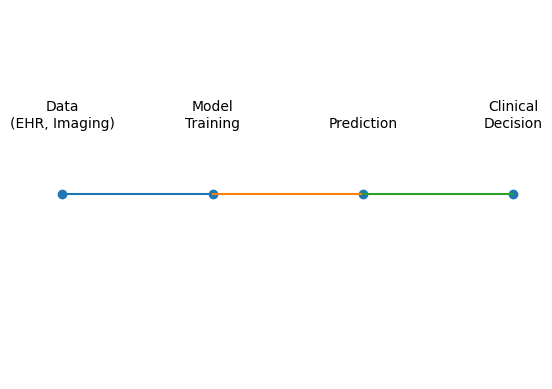 Data
(EHR, Imaging)
Model
Training
Prediction
Clinical
Decision